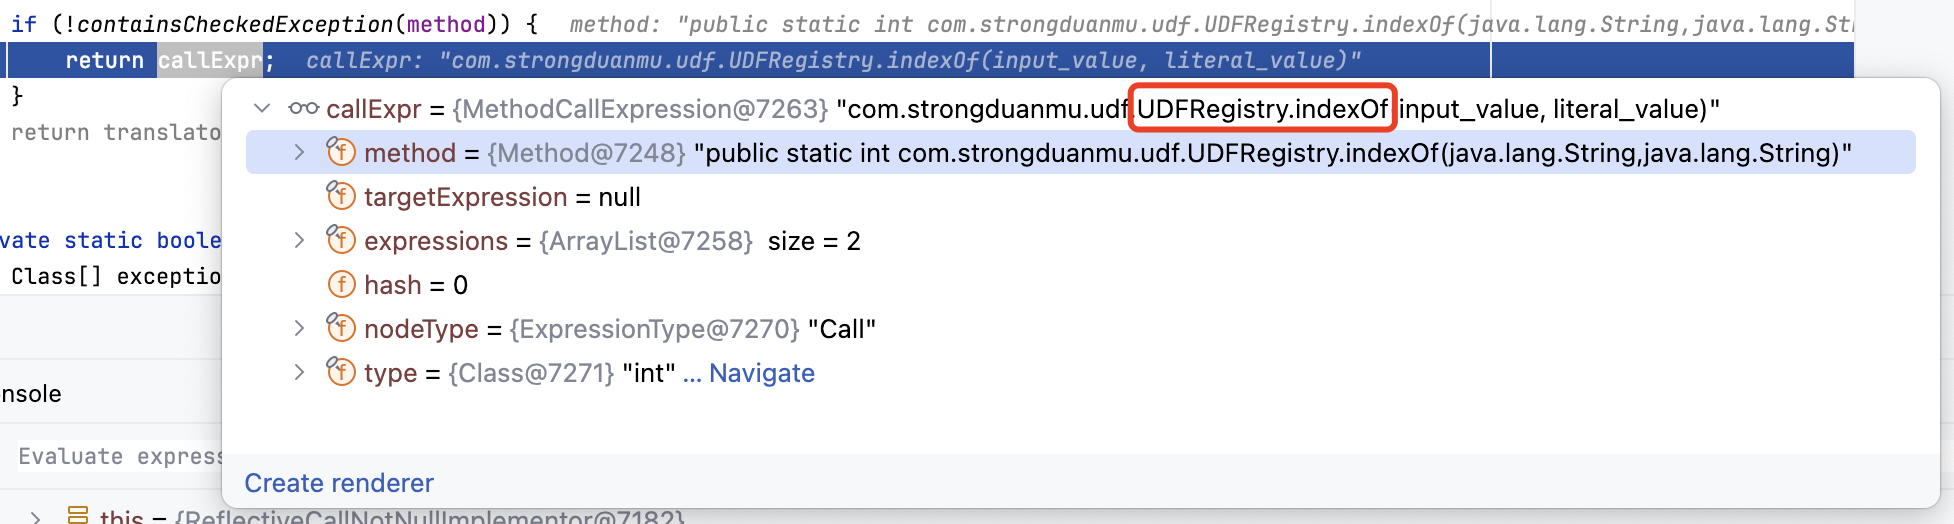 if (!containsCheckedException(method)) { method: "public static int com.strongduanmu.udf.UDFRegistry.indexOf(java.lang.String,java.lang.St
return callExpr; callExpr: "com.strongduanmu.udf.UDFRegistry.indexOf(input_value, literal_value)"
}
callExpr = {MethodCallExpression@7263} "com.strongduanmu.udf.UDFRegistry.indexOf(input_value, literal_value)"
return translato
method = {Method@7248} "public static int com.strongduanmu.udf.UDFRegistry.indexOf(java.lang.String,java.lang.String)"
targetExpression = null
vate static boole
expressions = {ArrayList@7258} size = 2
Class[] exceptio
hash = 0
nodeType = {ExpressionType@7270} "Call"
type = {Class@7271} "int" ... Navigate
onsole
Evaluate express
Create renderer
this = {ReflectiveCallNotNullImplementor@7182}